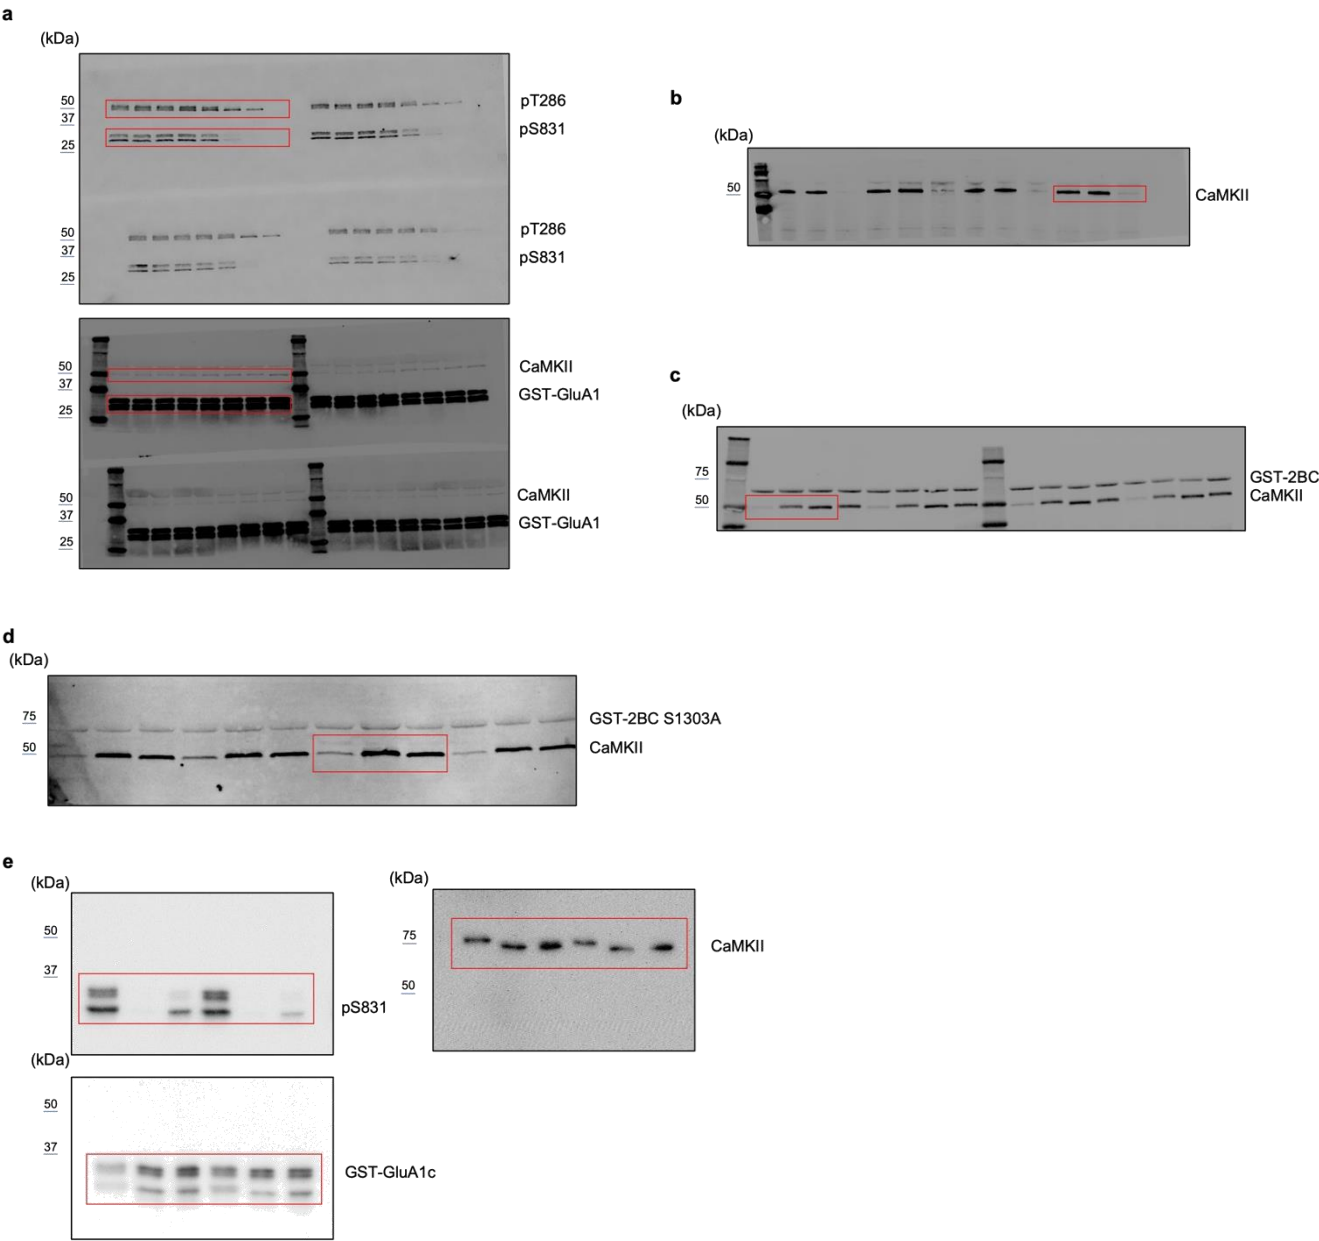 a
(kDa)
50
37
25
pT286
pS831
50
37
25
pT286
pS831
50
37
25
CaMKII
GST-GluA1
50
37
25
CaMKII
GST-GluA1
b
(kDa)
50
CaMKII
c
(kDa)
75
50
GST-2BC
CaMKII
d
(kDa)
75
50
GST-2BC S1303A
CaMKII
e
(kDa)
50
37
pS831
(kDa)
75
50
CaMKII
(kDa)
50
37
GST-GluA1c